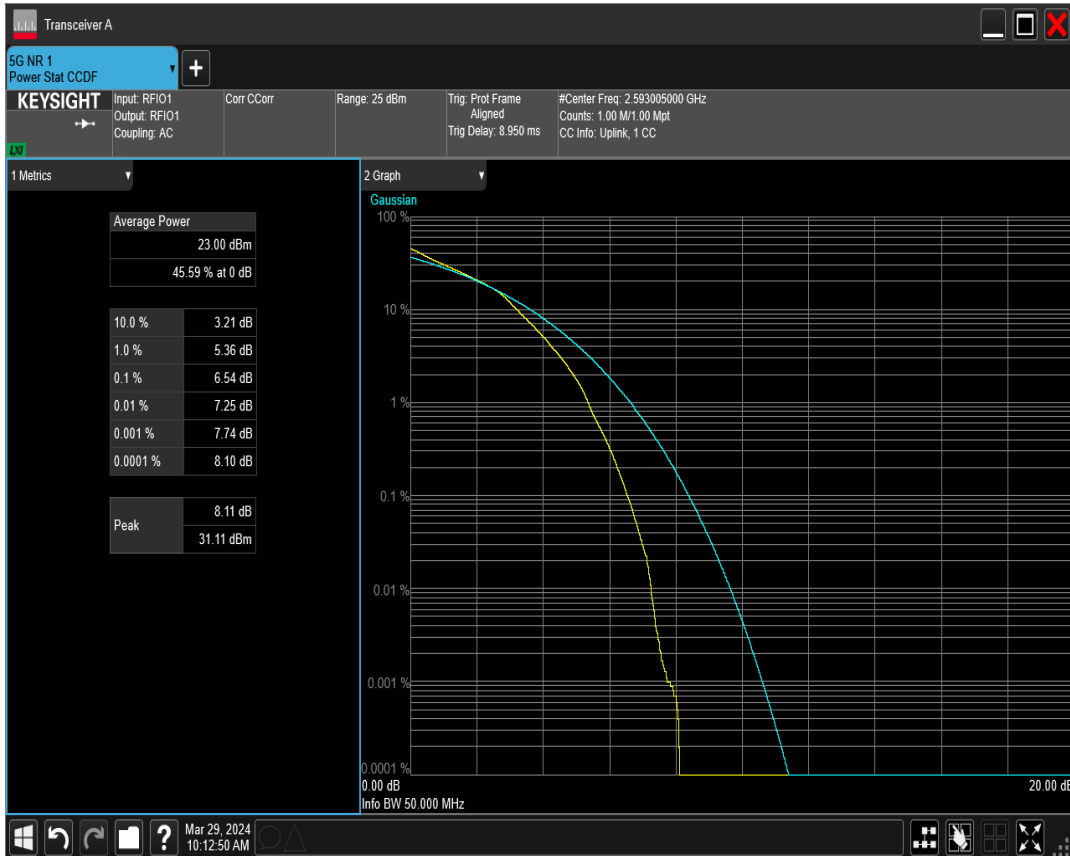 Transceiver A
5G NR 1
Power Stat CCDF
KEYSIGHT
LXI
Input: RFIO1
Output: RFIO1
Coupling: AC
Corr CCorr
Range: 25 dBm
Trig: Prot Frame
Aligned
Trig Delay: 8.950 ms
#Center Freq: 2.593005000 GHz
Counts: 1.00 M/1.00 Mpt
CC Info: Uplink, 1 CC
1 Metrics
Average Power
23.00 dBm
45.59 % at 0 dB
10.0 % 3.21 dB
1.0 % 5.36 dB
0.1 % 6.54 dB
0.01 % 7.25 dB
0.001 % 7.74 dB
0.0001 % 8.10 dB
Peak 8.11 dB
31.11 dBm
2 Graph
Gaussian
100 %
10 %
1 %
0.1 %
0.01 %
0.001 %
0.0001 %
0.00 dB 20.00 dB
Info BW 50.000 MHz
Mar 29, 2024
10:12:50 AM